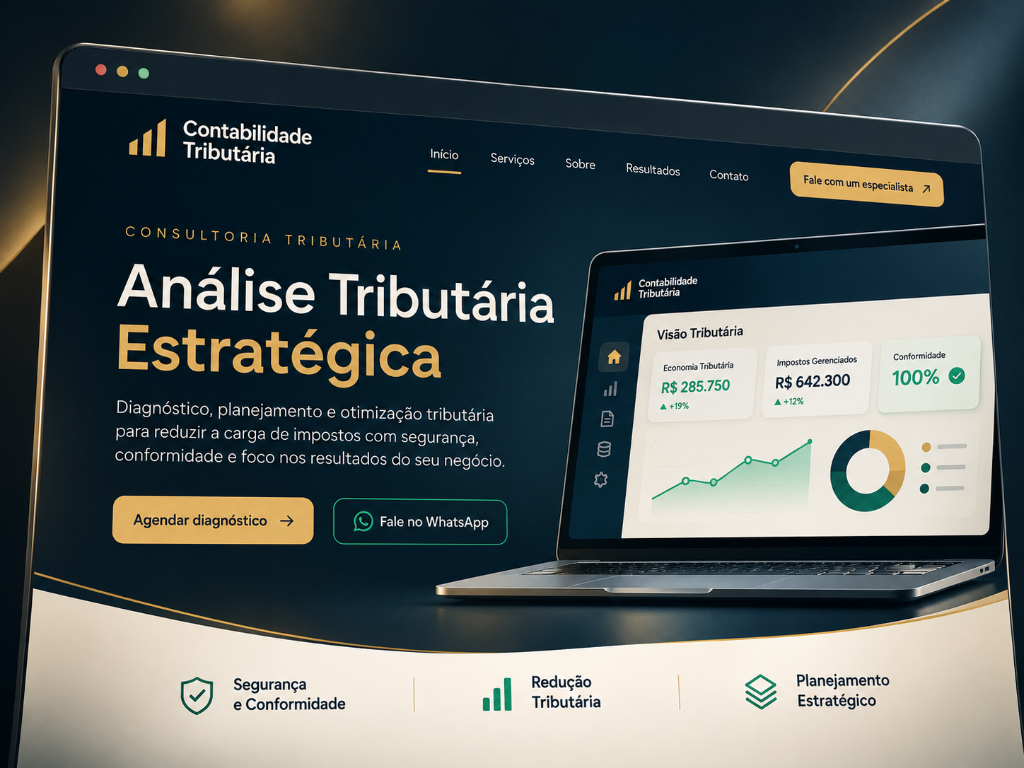 Contabilidade
Tributária
Início
Serviços
Sobre
Resultados
Contato
Fale com um especialista
CONSULTORIA TRIBUTÁRIA
Análise Tributária
Estratégica
Diagnóstico, planejamento e otimização tributária
para reduzir a carga de impostos com segurança,
conformidade e foco nos resultados do seu negócio.
Agendar diagnóstico
Fale no WhatsApp
Contabilidade
Tributária
Visão Tributária
Economia Tributária
R$ 285.750
+19%
Impostos Gerenciados
R$ 642.300
+12%
Conformidade
100%
Segurança
e Conformidade
Redução
Tributária
Planejamento
Estratégico